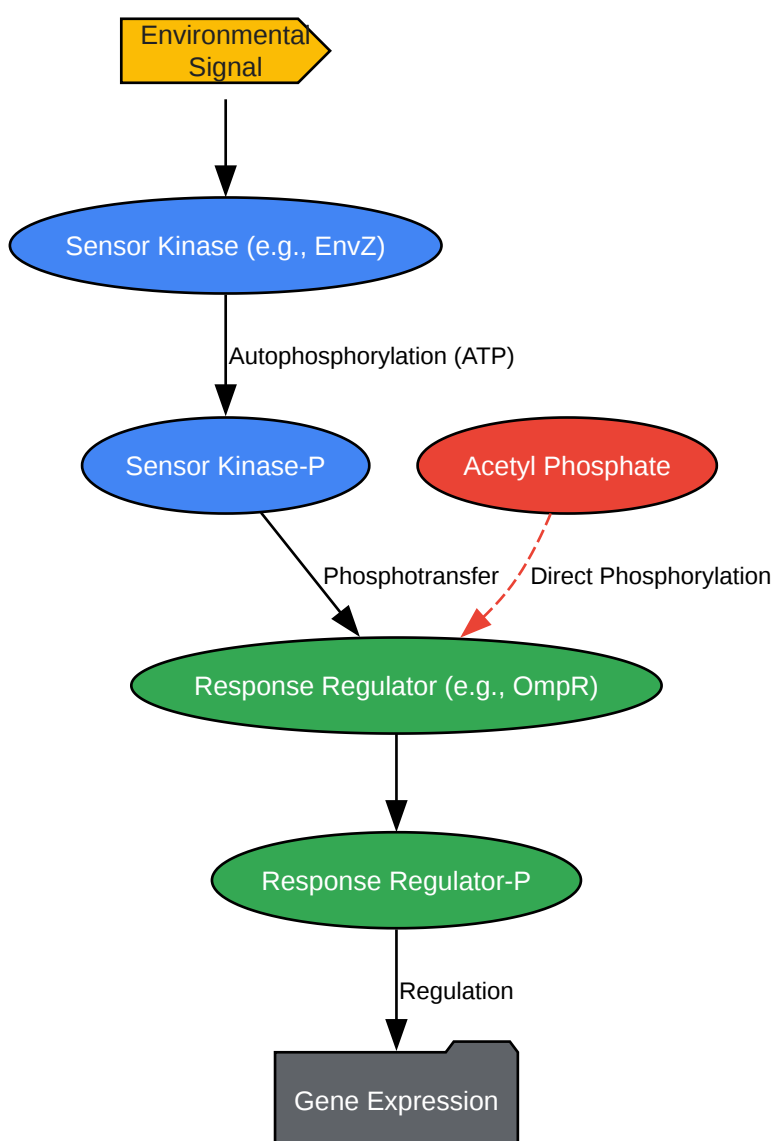 Environmental
Signal
Sensor Kinase (e.g., EnvZ)
Autophosphorylation (ATP)
Sensor Kinase-P
Acetyl Phosphate
Phosphotransfer
Direct Phosphorylation
Response Regulator (e.g., OmpR)
Response Regulator-P
Regulation
Gene Expression